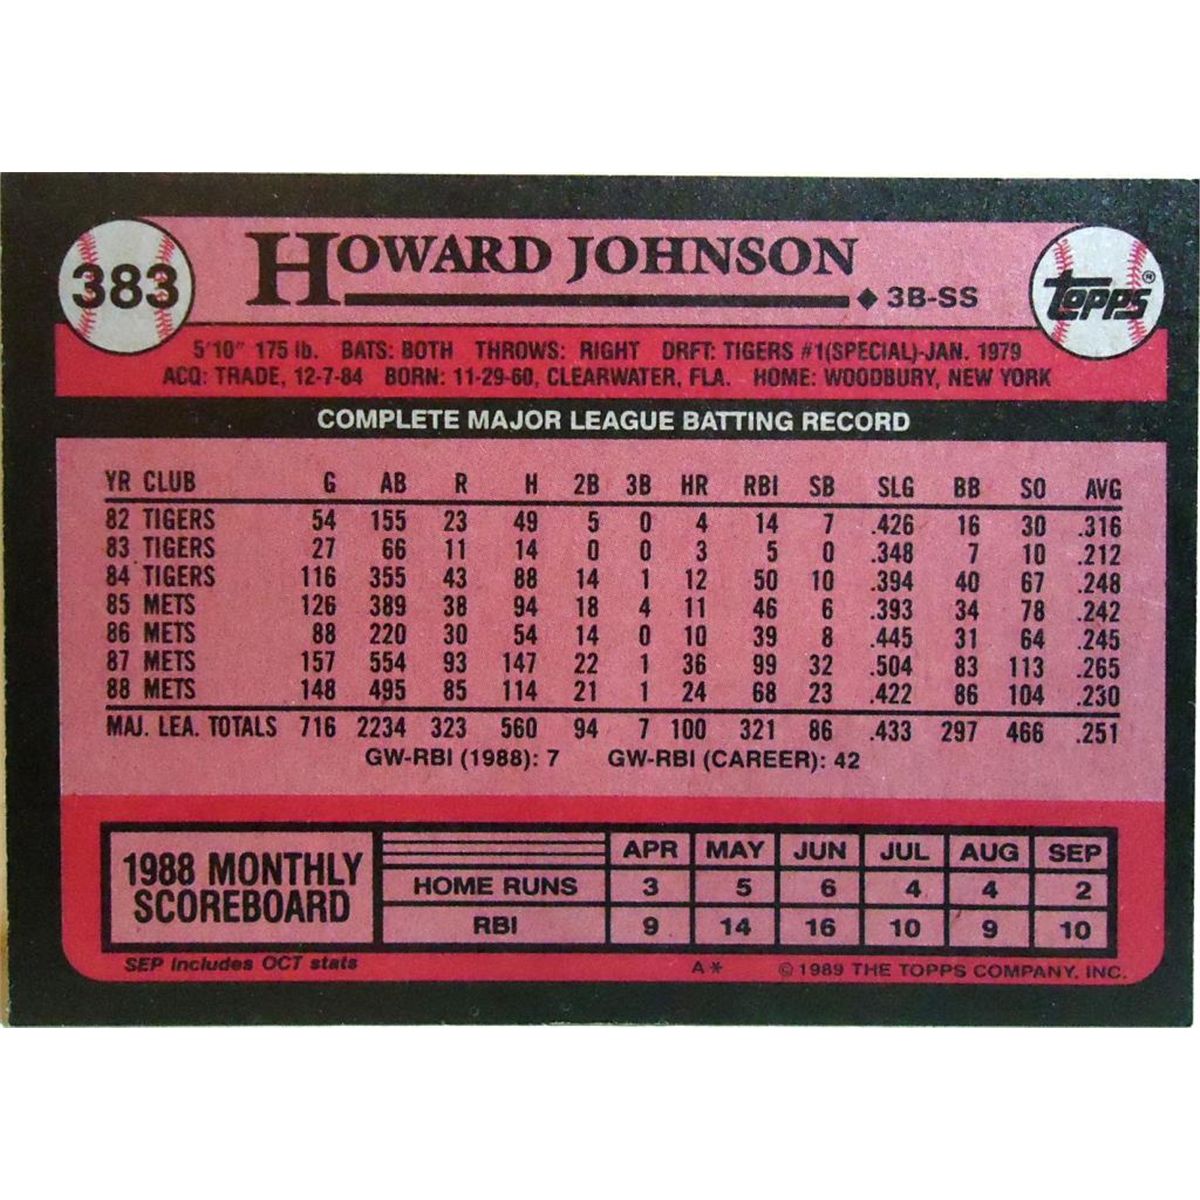 383
HOWARD JOHNSON
◆ 3B-SS
TOPPS®
5'10" 175 lb. BATS: BOTH THROWS: RIGHT DRFT: TIGERS #1(SPECIAL)-JAN. 1979
ACQ: TRADE, 12-7-84 BORN: 11-29-60, CLEARWATER, FLA. HOME: WOODBURY, NEW YORK
COMPLETE MAJOR LEAGUE BATTING RECORD
YR CLUB G AB R H 2B 3B HR RBI SB SLG BB SO AVG
82 TIGERS 54 155 23 49 5 0 4 14 7 .426 16 30 .316
83 TIGERS 27 66 11 14 0 0 3 5 0 .348 7 10 .212
84 TIGERS 116 355 43 88 14 1 12 50 10 .394 40 67 .248
85 METS 126 389 38 94 18 4 11 46 6 .393 34 78 .242
86 METS 88 220 30 54 14 0 10 39 8 .445 31 64 .245
87 METS 157 554 93 147 22 1 36 99 32 .504 83 113 .265
88 METS 148 495 85 114 21 1 24 68 23 .422 86 104 .230
MAJ. LEA. TOTALS 716 2234 323 560 94 7 100 321 86 .433 297 466 .251
GW-RBI (1988): 7 GW-RBI (CAREER): 42
1988 MONTHLY
SCOREBOARD
APR MAY JUN JUL AUG SEP
HOME RUNS 3 5 6 4 4 2
RBI 9 14 16 10 9 10
SEP includes OCT stats
A* © 1989 THE TOPPS COMPANY, INC.